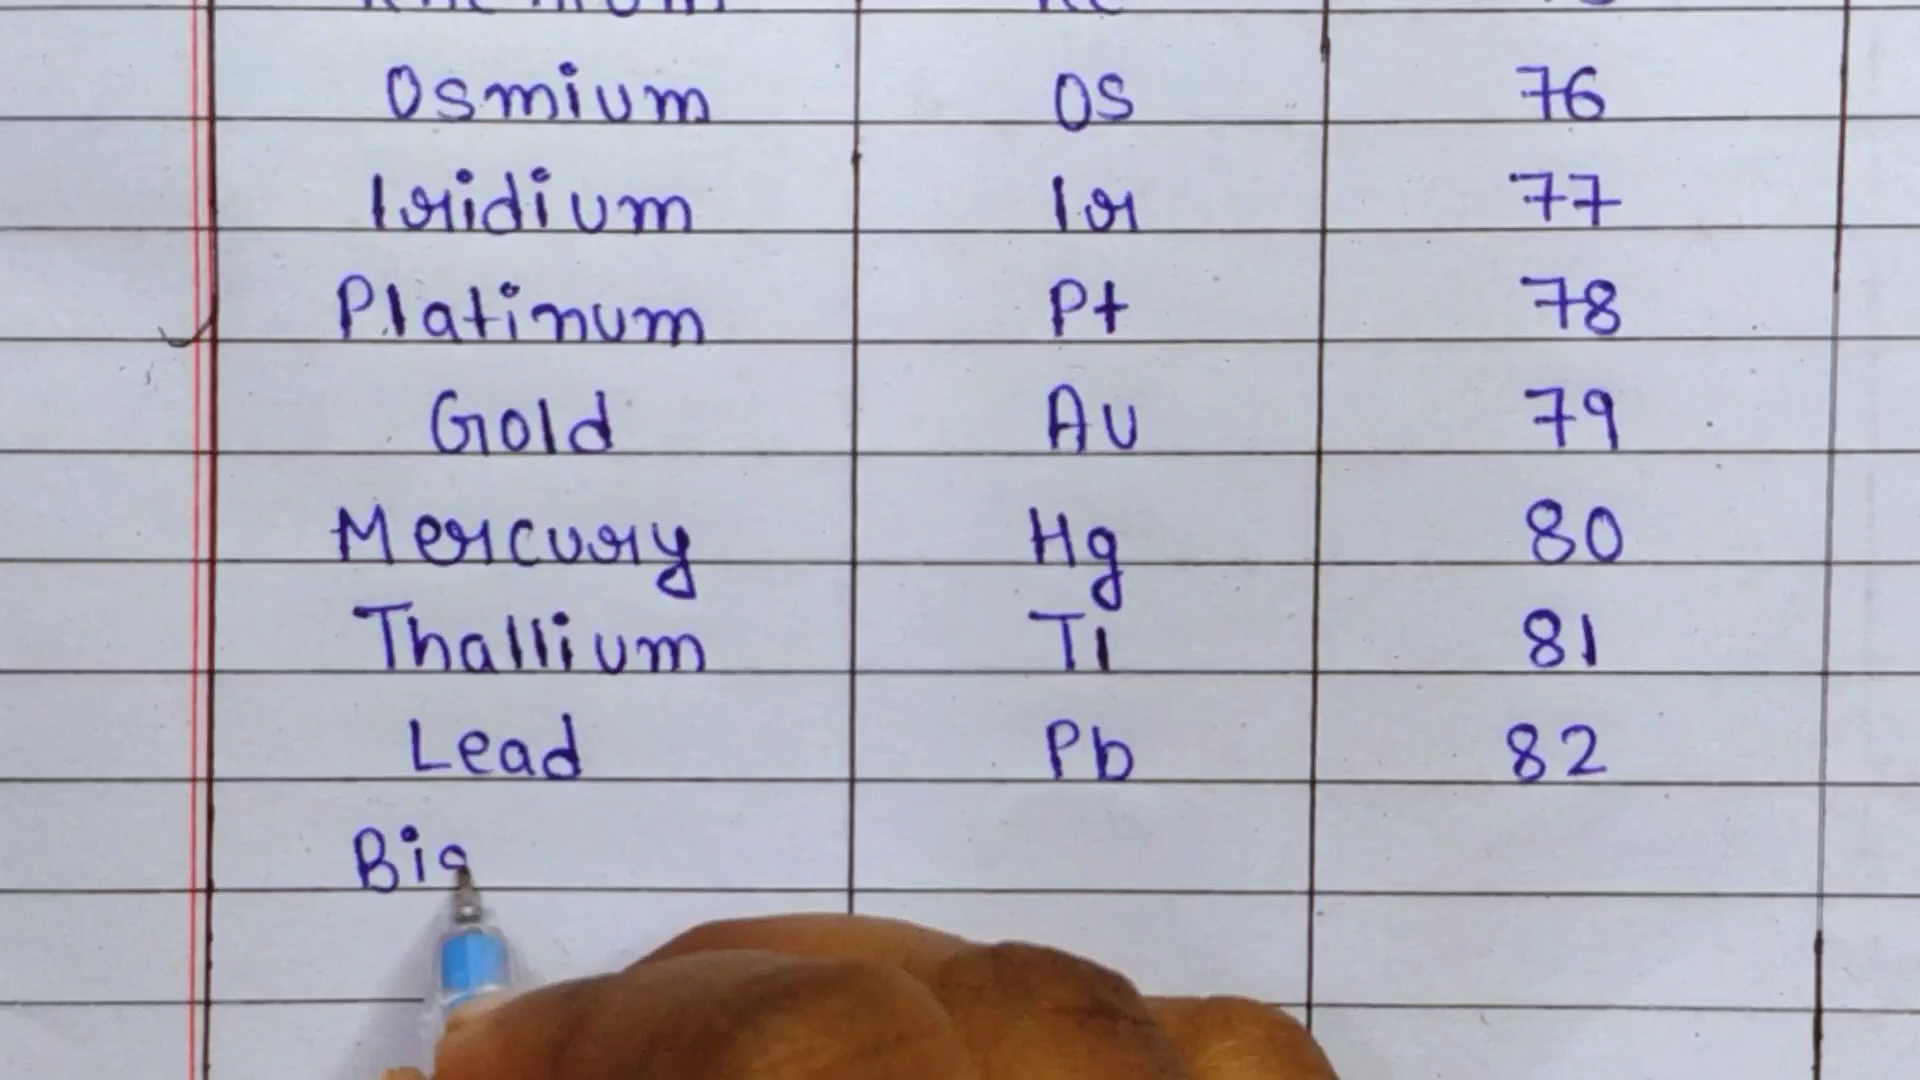 Osmium OS 76
Iridium Ir 77
Platinum Pt 78
Gold Au 79
Mercury Hg 80
Thallium Tl 81
Lead Pb 82
Bis